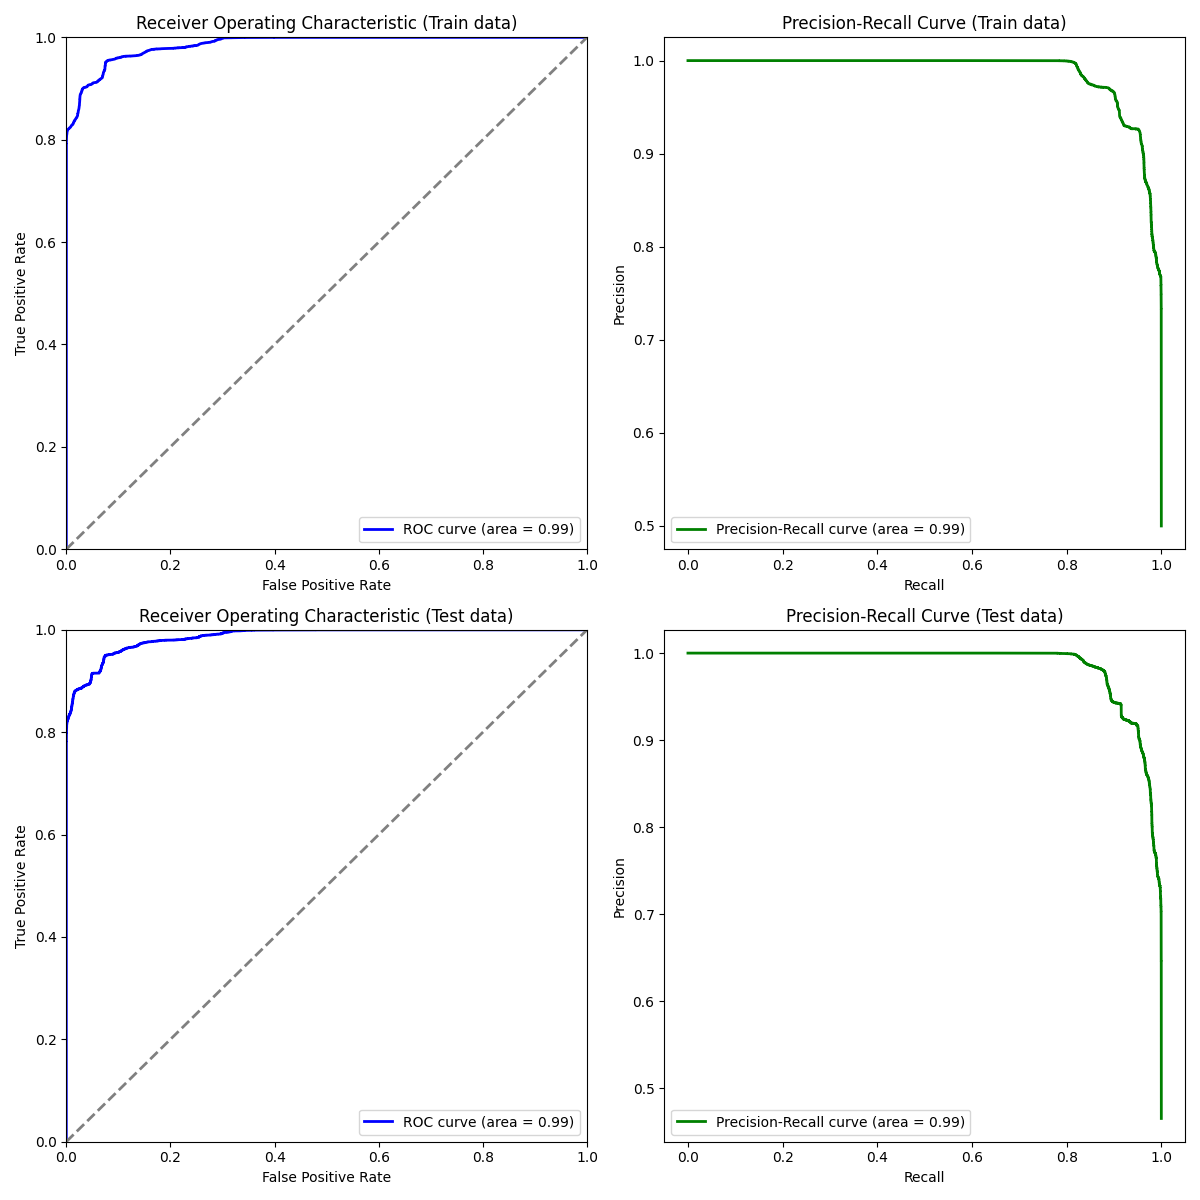 Receiver Operating Characteristic (Train data)
1.0
0.8
0.6
0.4
0.2
0.0
True Positive Rate
ROC curve (area = 0.99)
0.0 0.2 0.4 0.6 0.8 1.0
False Positive Rate
Precision-Recall Curve (Train data)
1.0
0.9
0.8
0.7
0.6
0.5
Precision
Precision-Recall curve (area = 0.99)
0.0 0.2 0.4 0.6 0.8 1.0
Recall
Receiver Operating Characteristic (Test data)
1.0
0.8
0.6
0.4
0.2
0.0
True Positive Rate
ROC curve (area = 0.99)
0.0 0.2 0.4 0.6 0.8 1.0
False Positive Rate
Precision-Recall Curve (Test data)
1.0
0.9
0.8
0.7
0.6
0.5
Precision
Precision-Recall curve (area = 0.99)
0.0 0.2 0.4 0.6 0.8 1.0
Recall